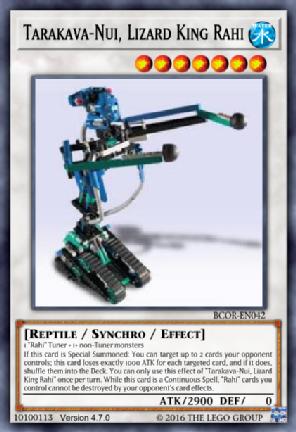 TARAKAVA-NUI, LIZARD KING RAHI
WATER
水
BCOR-EN042
[REPTILE / SYNCHRO / EFFECT]
1 "Rahi" Tuner + 1+ non-Tuner monsters
If this card is Special Summoned: You can target up to 2 cards your opponent
controls; this card loses exactly 1000 ATK for each targeted card, and if it does,
shuffle them into the Deck. You can only use this effect of "Tarakava-Nui, Lizard
King Rahi" once per turn. While this card is a Continuous Spell, "Rahi" cards you
control cannot be destroyed by your opponent's card effects.
ATK/2900 DEF/ 0
10100113 Version 4.7.0 ©2016 THE LEGO GROUP